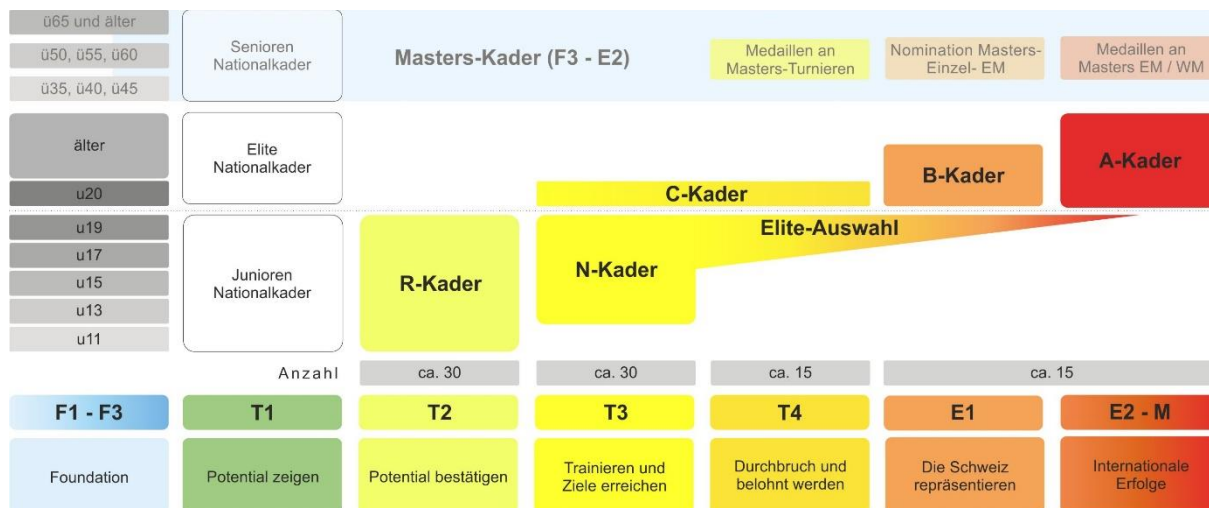 ü65 und älter
ü50, ü55, ü60
ü35, ü40, ü45
Senioren
Nationalkader
Masters-Kader (F3 - E2)
Medaillen an
Masters-Turnieren
Nomination Masters-
Einzel- EM
Medaillen an
Masters EM / WM
älter
u20
Elite
Nationalkader
C-Kader
B-Kader
A-Kader
u19
u17
u15
u13
u11
Junioren
Nationalkader
R-Kader
N-Kader
Elite-Auswahl
Anzahl
ca. 30
ca. 30
ca. 15
ca. 15
F1 - F3
T1
T2
T3
T4
E1
E2 - M
Foundation
Potential zeigen
Potential bestätigen
Trainieren und
Ziele erreichen
Durchbruch und
belohnt werden
Die Schweiz
repräsentieren
Internationale
Erfolge